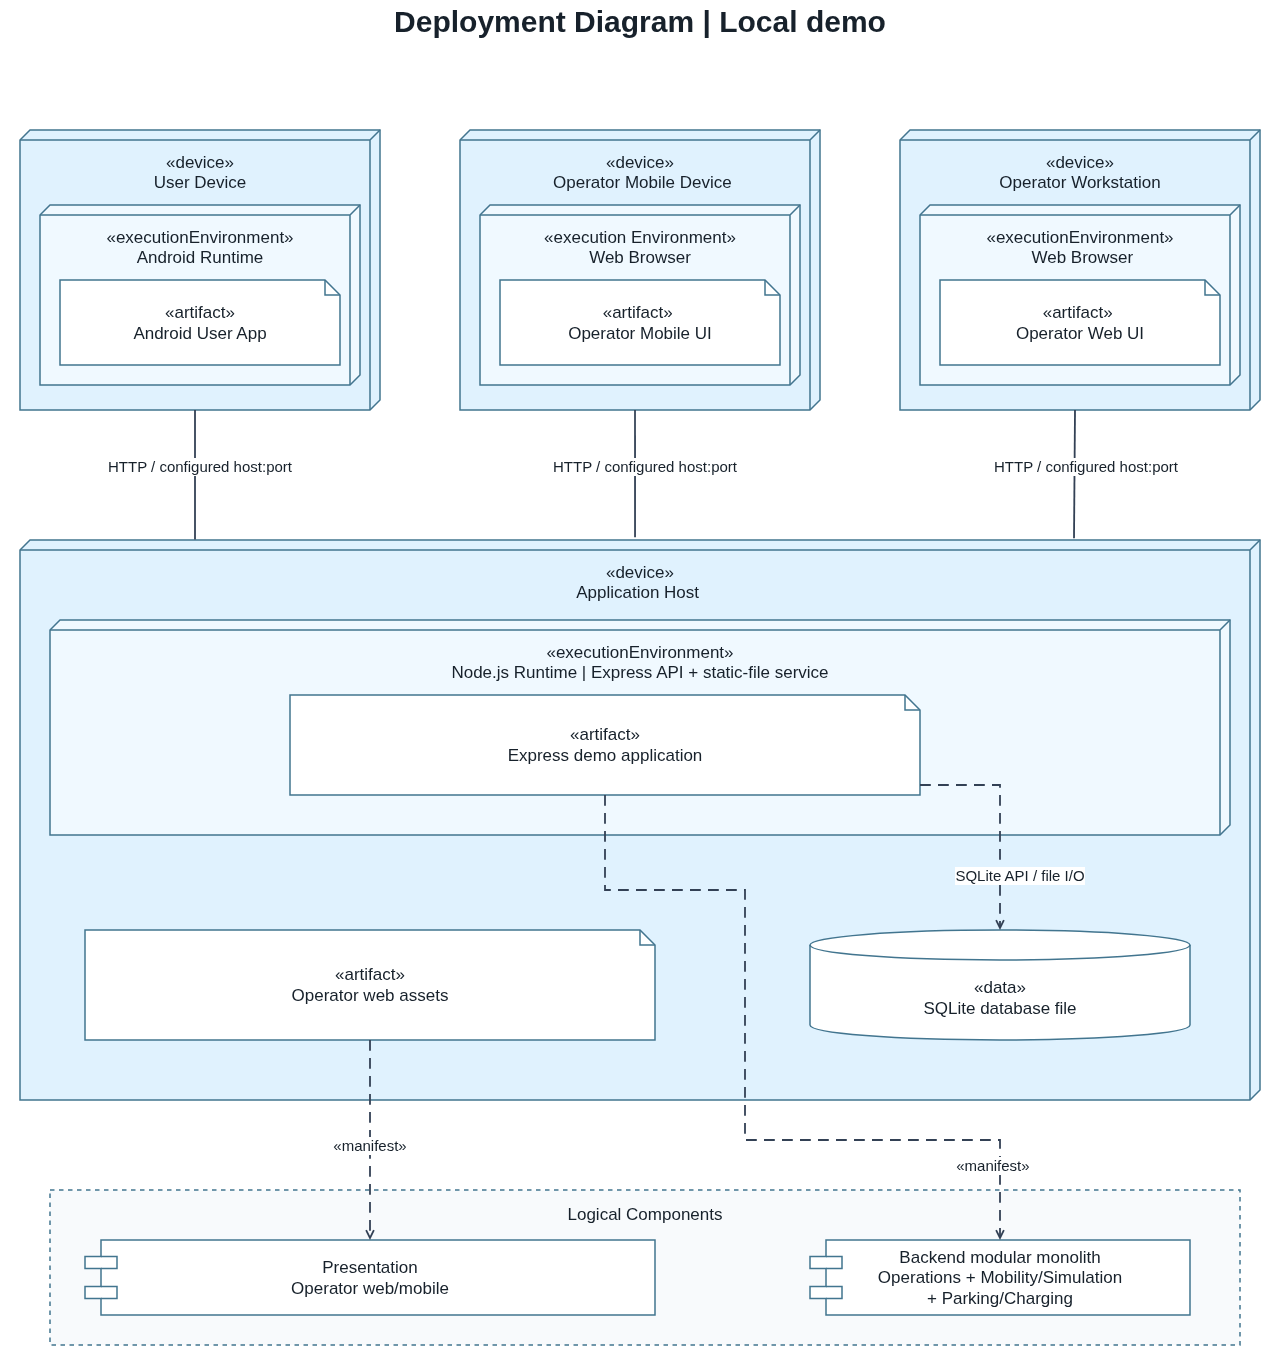 Deployment Diagram | Local demo
«device»
User Device
«executionEnvironment»
Android Runtime
«artifact»
Android User App
«device»
Operator Mobile Device
«execution Environment»
Web Browser
«artifact»
Operator Mobile UI
«device»
Operator Workstation
«executionEnvironment»
Web Browser
«artifact»
Operator Web UI
HTTP / configured host:port
HTTP / configured host:port
HTTP / configured host:port
«device»
Application Host
«executionEnvironment»
Node.js Runtime | Express API + static-file service
«artifact»
Express demo application
SQLite API / file I/O
«artifact»
Operator web assets
«data»
SQLite database file
«manifest»
«manifest»
Logical Components
Presentation
Operator web/mobile
Backend modular monolith
Operations + Mobility/Simulation
+ Parking/Charging